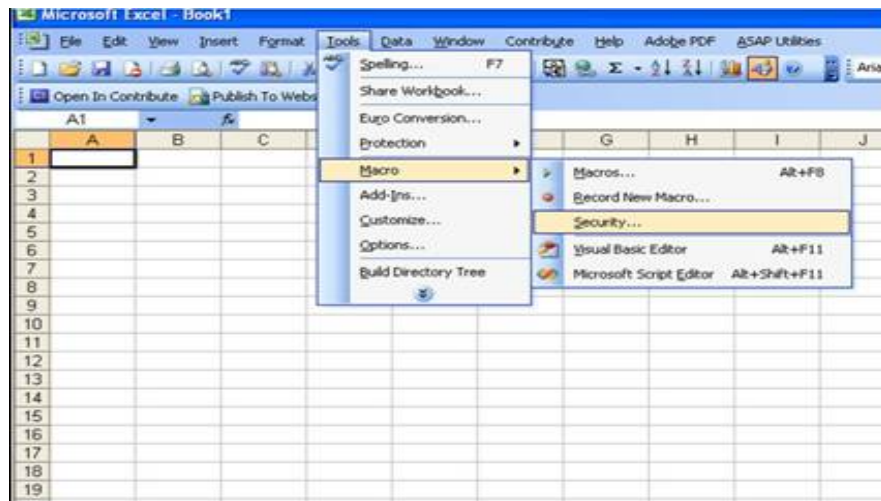 Microsoft Excel - Book1
File Edit View Insert Format Tools Data Window Contribute Help Adobe PDF ASAP Utilities
Σ Aria
Open In Contribute Publish To Webs
A1 fx
A B C G H I J
Spelling... F7
Share Workbook...
Euro Conversion...
Protection
Macro
Add-Ins...
Customize...
Options...
Build Directory Tree
Macros... Alt+F8
Record New Macro...
Security...
Visual Basic Editor Alt+F11
Microsoft Script Editor Alt+Shift+F11
1
2
3
4
5
6
7
8
9
10
11
12
13
14
15
16
17
18
19